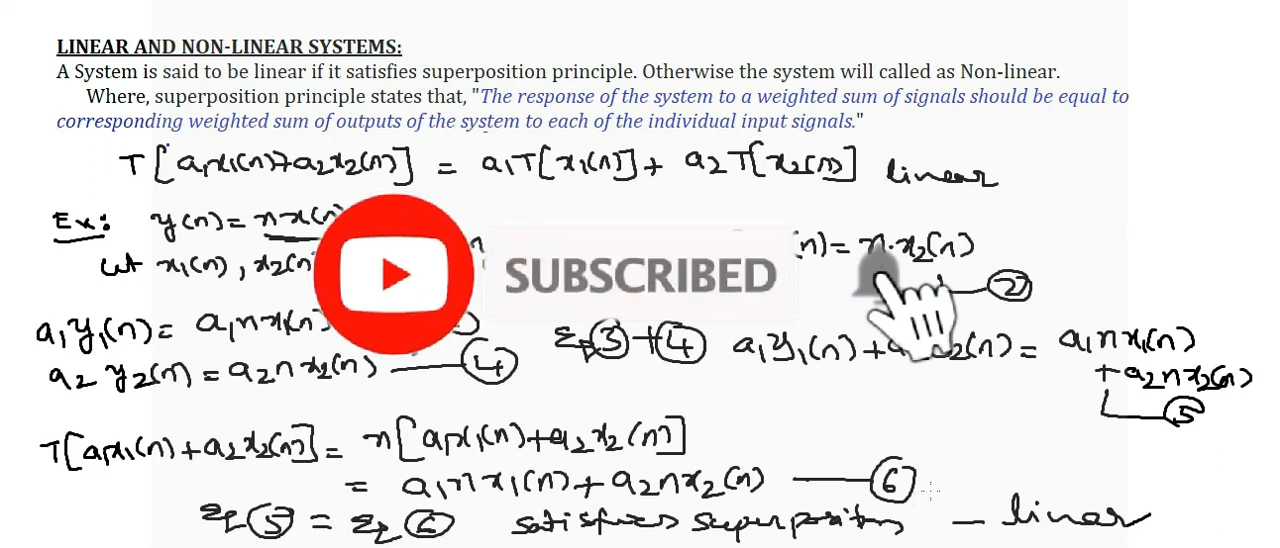 LINEAR AND NON-LINEAR SYSTEMS:
A System is said to be linear if it satisfies superposition principle. Otherwise the system will called as Non-linear.
Where, superposition principle states that, "The response of the system to a weighted sum of signals should be equal to
corresponding weighted sum of outputs of the system to each of the individual input signals."
T[a1x1(n)+a2x2(n)] = a1T[x1(n)] + a2T[x2(n)] linear
Ex: y(n) = nx(n)
Let x1(n), x2(n) (n) = n.x2(n)
SUBSCRIBED
2
a1y1(n) = a1nx1(n) Eq 3 + 4 a1y1(n) + a2y2(n) = a1nx1(n)
a2 y2(n) = a2nx2(n) 4 + a2nx2(n)
5
T[a1x1(n)+a2x2(n)] = n[a1x1(n)+a2x2(n)]
= a1nx1(n) + a2nx2(n) 6
Eq 5 = Eq 6 satisfies superposition – linear